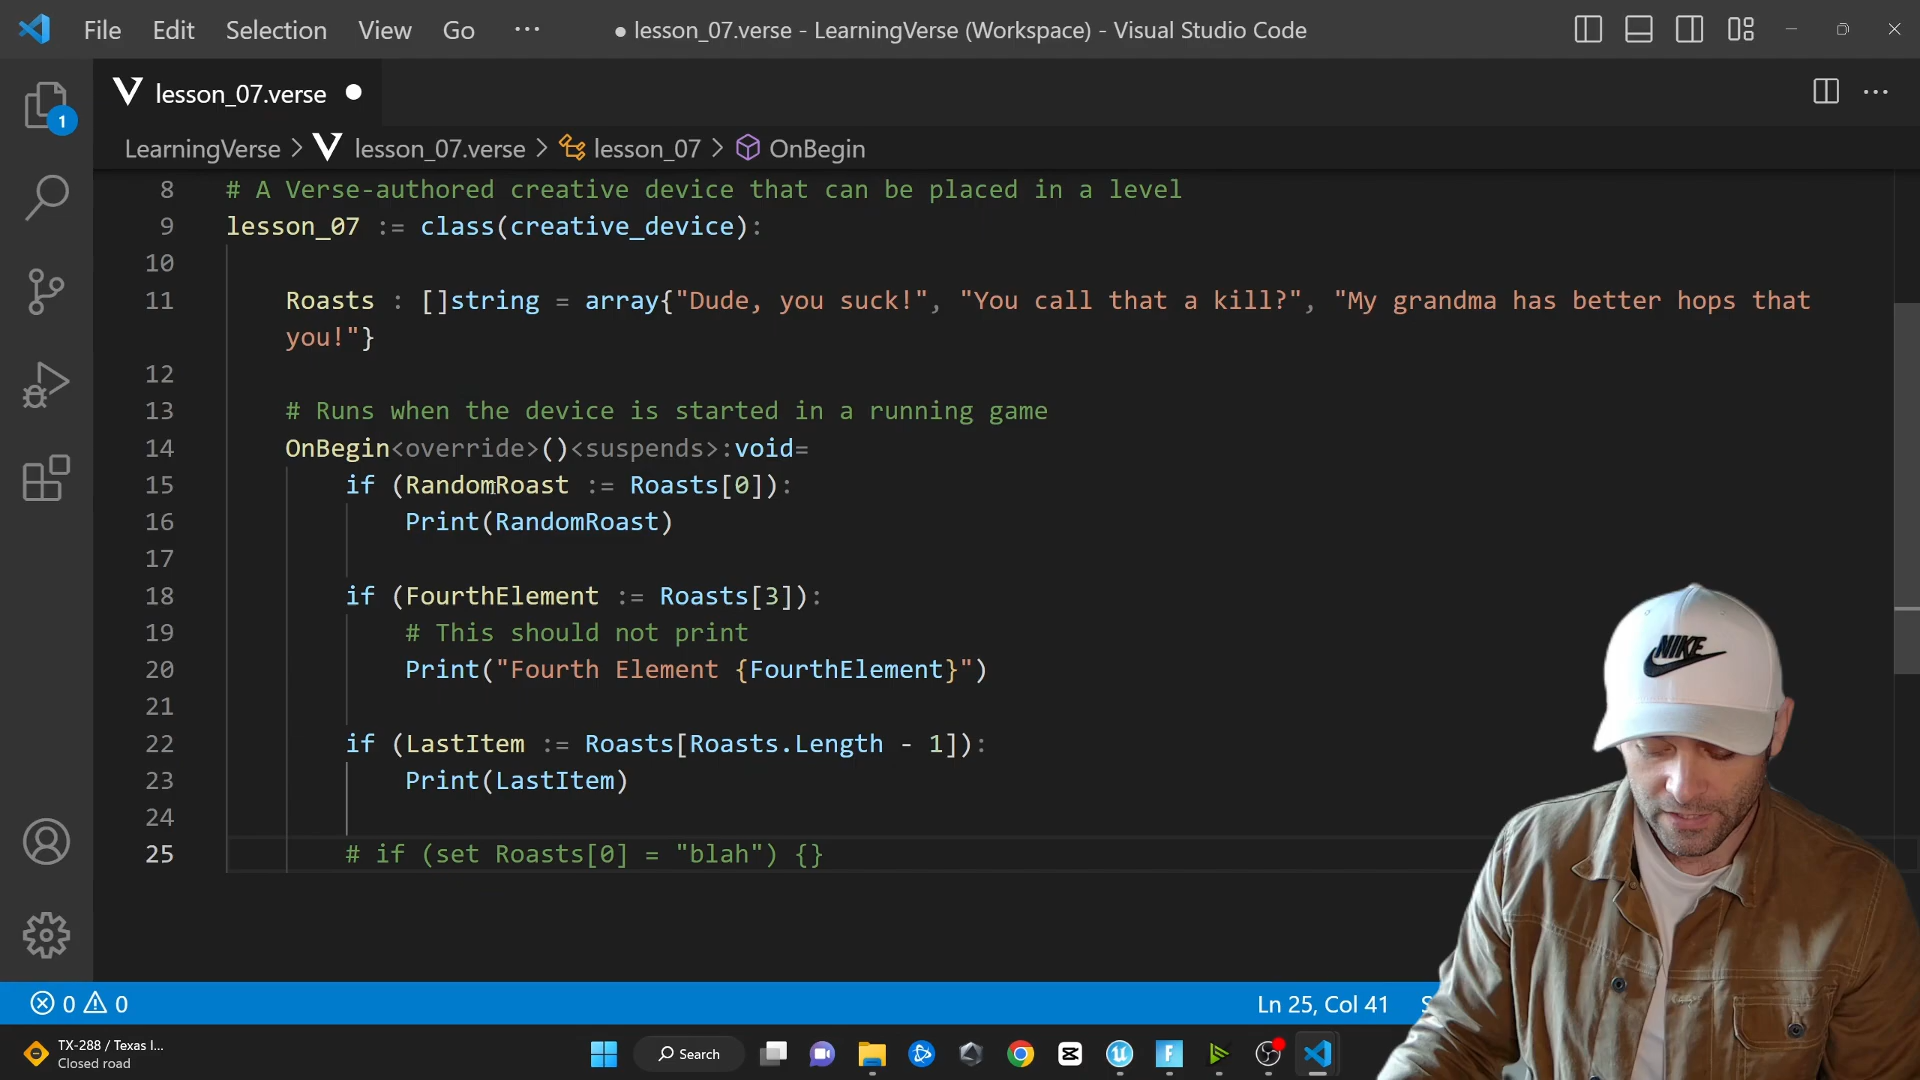 File Edit Selection View Go ···
● lesson_07.verse - LearningVerse (Workspace) - Visual Studio Code
lesson_07.verse
1
LearningVerse > lesson_07.verse > lesson_07 > OnBegin
8 # A Verse-authored creative device that can be placed in a level
9 lesson_07 := class(creative_device):
10
11 Roasts : []string = array{"Dude, you suck!", "You call that a kill?", "My grandma has better hops that
you!"}
12
13 # Runs when the device is started in a running game
14 OnBegin<override>()<suspends>:void=
15 if (RandomRoast := Roasts[0]):
16 Print(RandomRoast)
17
18 if (FourthElement := Roasts[3]):
19 # This should not print
20 Print("Fourth Element {FourthElement}")
21
22 if (LastItem := Roasts[Roasts.Length - 1]):
23 Print(LastItem)
24
25 # if (set Roasts[0] = "blah") {}
NIKE
0 0
Ln 25, Col 41
TX-288 / Texas l...
Closed road
Search